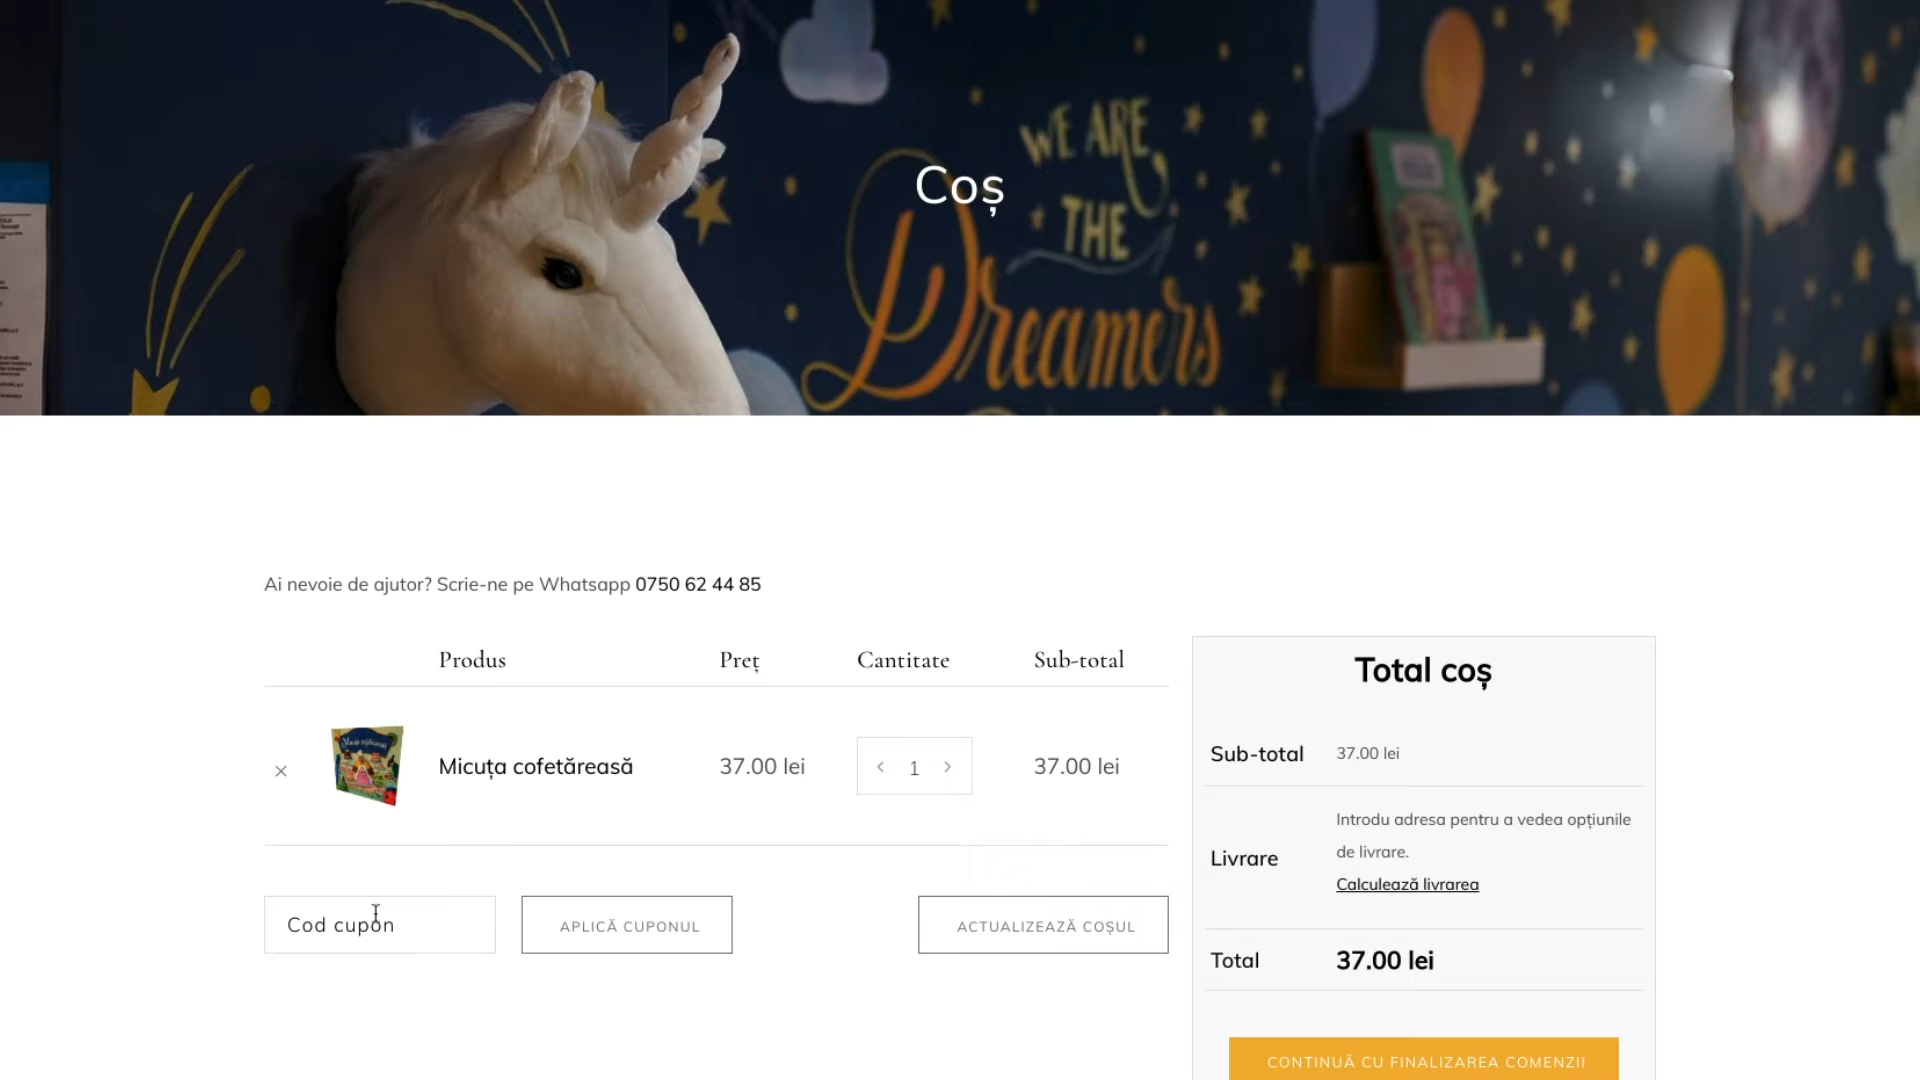 WE ARE
THE
Dreamers
Coș
Ai nevoie de ajutor? Scrie-ne pe Whatsapp 0750 62 44 85
Produs Preț Cantitate Sub-total
Micuța cofetăreasă 37.00 lei 1 37.00 lei
Cod cupon APLICĂ CUPONUL ACTUALIZEAZĂ COȘUL
Total coș
Sub-total 37.00 lei
Livrare Introdu adresa pentru a vedea opțiunile
de livrare.
Calculează livrarea
Total 37.00 lei
CONTINUĂ CU FINALIZAREA COMENZII